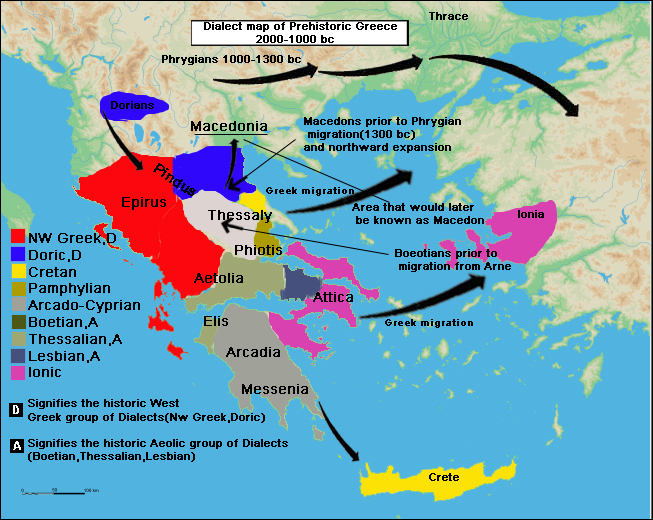 Dialect map of Prehistoric Greece
2000-1000 bc
Thrace
Phrygians 1000-1300 bc
Dorians
Macedonia
Macedons prior to Phrygian
migration(1300 bc)
and northward expansion
Pindus
Greek migration
Epirus
Thessaly
Area that would later
be known as Macedon
Ionia
Phiotis
Boeotians prior to
migration from Arne
Aetolia
Attica
Greek migration
Elis
Arcadia
Messenia
Crete
NW Greek,D
Doric,D
Cretan
Pamphylian
Arcado-Cyprian
Boetian,A
Thessalian,A
Lesbian,A
Ionic
D Signifies the historic West
Greek group of Dialects(Nw Greek,Doric)
A Signifies the historic Aeolic group of Dialects
(Boetian,Thessalian,Lesbian)
0 50 100 km